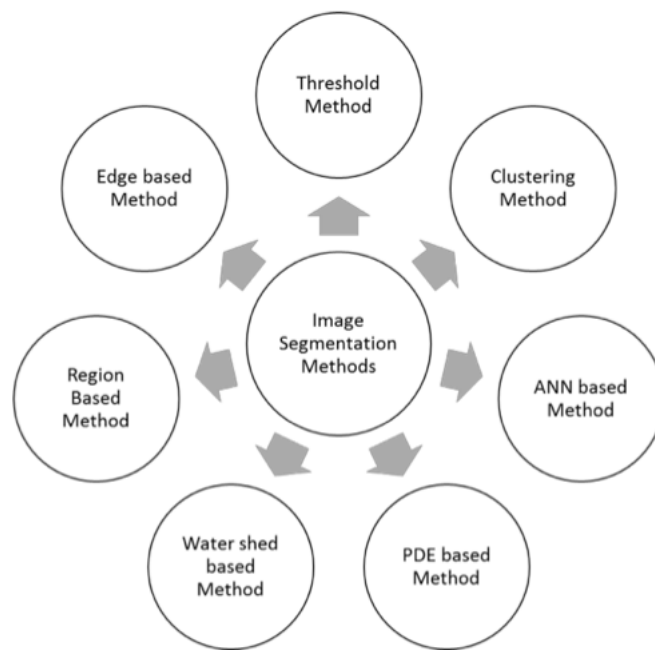 Threshold
Method
Edge based
Method
Clustering
Method
Image
Segmentation
Methods
Region
Based
Method
ANN based
Method
Water shed
based
Method
PDE based
Method